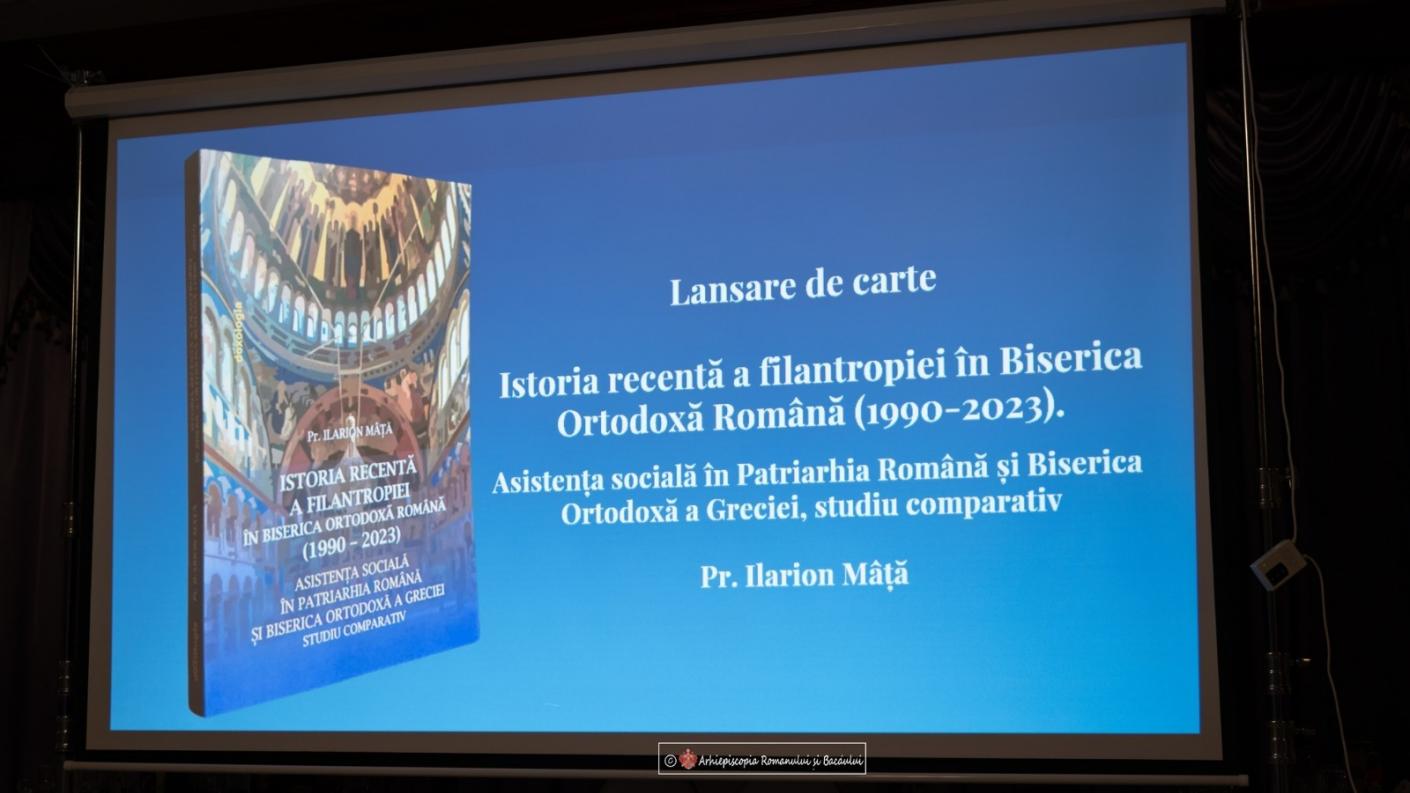 doxologia
Pr. ILARION MÂȚĂ
ISTORIA RECENTĂ
A FILANTROPIEI
ÎN BISERICA ORTODOXĂ ROMÂNĂ
(1990 – 2023)
ASISTENȚA SOCIALĂ
ÎN PATRIARHIA ROMÂNĂ
ȘI BISERICA ORTODOXĂ A GRECIEI
STUDIU COMPARATIV
Lansare de carte
Istoria recentă a filantropiei în Biserica
Ortodoxă Română (1990-2023).
Asistența socială în Patriarhia Română și Biserica
Ortodoxă a Greciei, studiu comparativ
Pr. Ilarion Mâță
© Arhiepiscopia Romanului și Bacăului